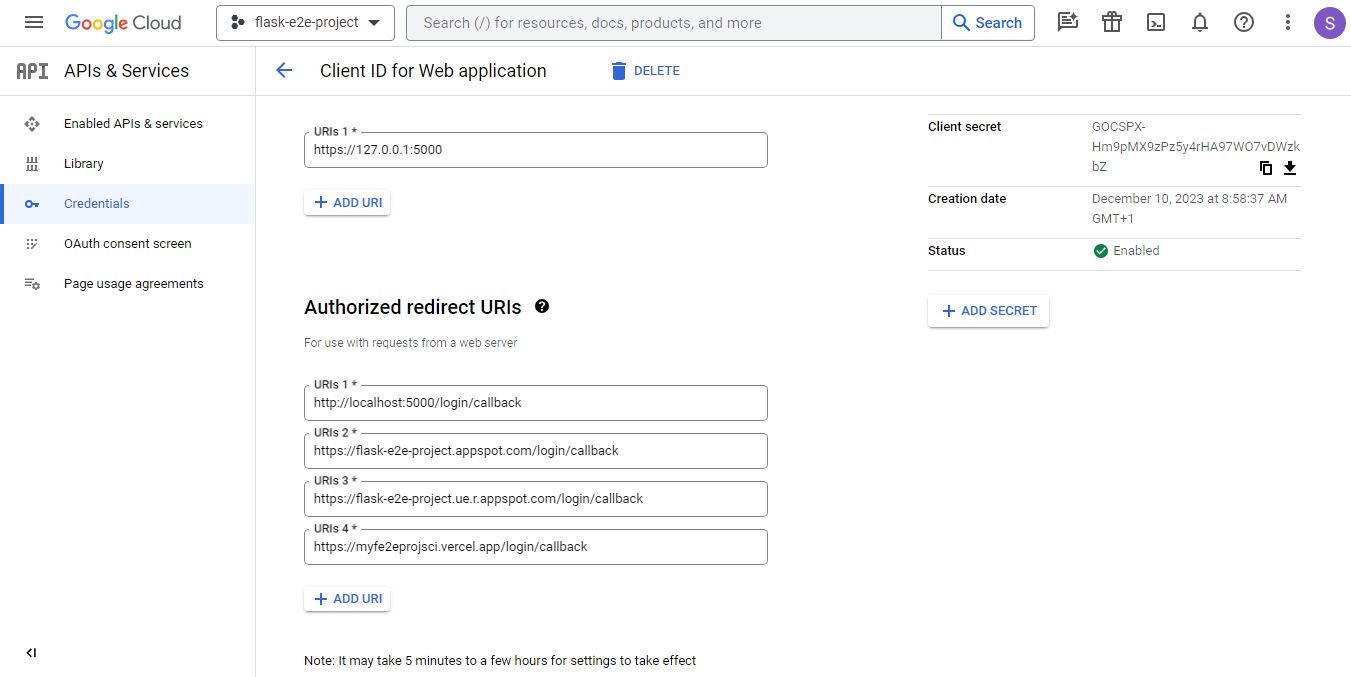 Google Cloud
flask-e2e-project
Search (/) for resources, docs, products, and more
Search
S
API
APIs & Services
Client ID for Web application
DELETE
Enabled APIs & services
Library
Credentials
OAuth consent screen
Page usage agreements
URIs 1 *
https://127.0.0.1:5000
ADD URI
Authorized redirect URIs
For use with requests from a web server
URIs 1 *
http://localhost:5000/login/callback
URIs 2 *
https://flask-e2e-project.appspot.com/login/callback
URIs 3 *
https://flask-e2e-project.ue.r.appspot.com/login/callback
URIs 4 *
https://myfe2eprojsci.vercel.app/login/callback
ADD URI
Note: It may take 5 minutes to a few hours for settings to take effect
Client secret
GOCSPX-
Hm9pMX9zPz5y4rHA97WO7vDWzk
bZ
Creation date
December 10, 2023 at 8:58:37 AM
GMT+1
Status
Enabled
ADD SECRET